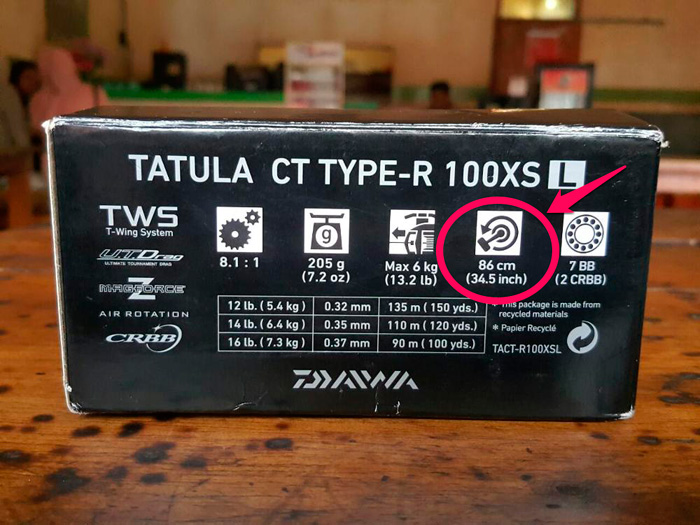 TATULA CT TYPE-R 100XS L
TWS
T-Wing System
UTDrag
ULTIMATE TOURNAMENT DRAG
MAGFORCE Z
AIR ROTATION
CRBB
8.1 : 1
g
205 g
(7.2 oz)
Max 6 kg
(13.2 lb)
86 cm
(34.5 inch)
7 BB
(2 CRBB)
12 lb. ( 5.4 kg ) 0.32 mm 135 m ( 150 yds. )
14 lb. ( 6.4 kg ) 0.35 mm 110 m ( 120 yds. )
16 lb. ( 7.3 kg ) 0.37 mm 90 m ( 100 yds. )
* This package is made from
recycled materials
* Papier Recyclé
TACT-R100XSL
DAIWA